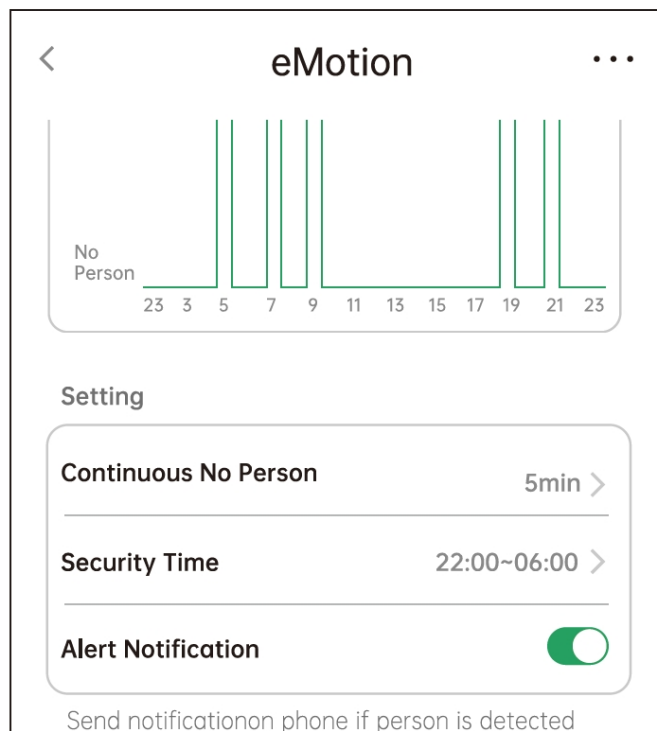 eMotion
No
Person
23 3 5 7 9 11 13 15 17 19 21 23
Setting
Continuous No Person 5min
Security Time 22:00~06:00
Alert Notification
Send notificationon phone if person is detected